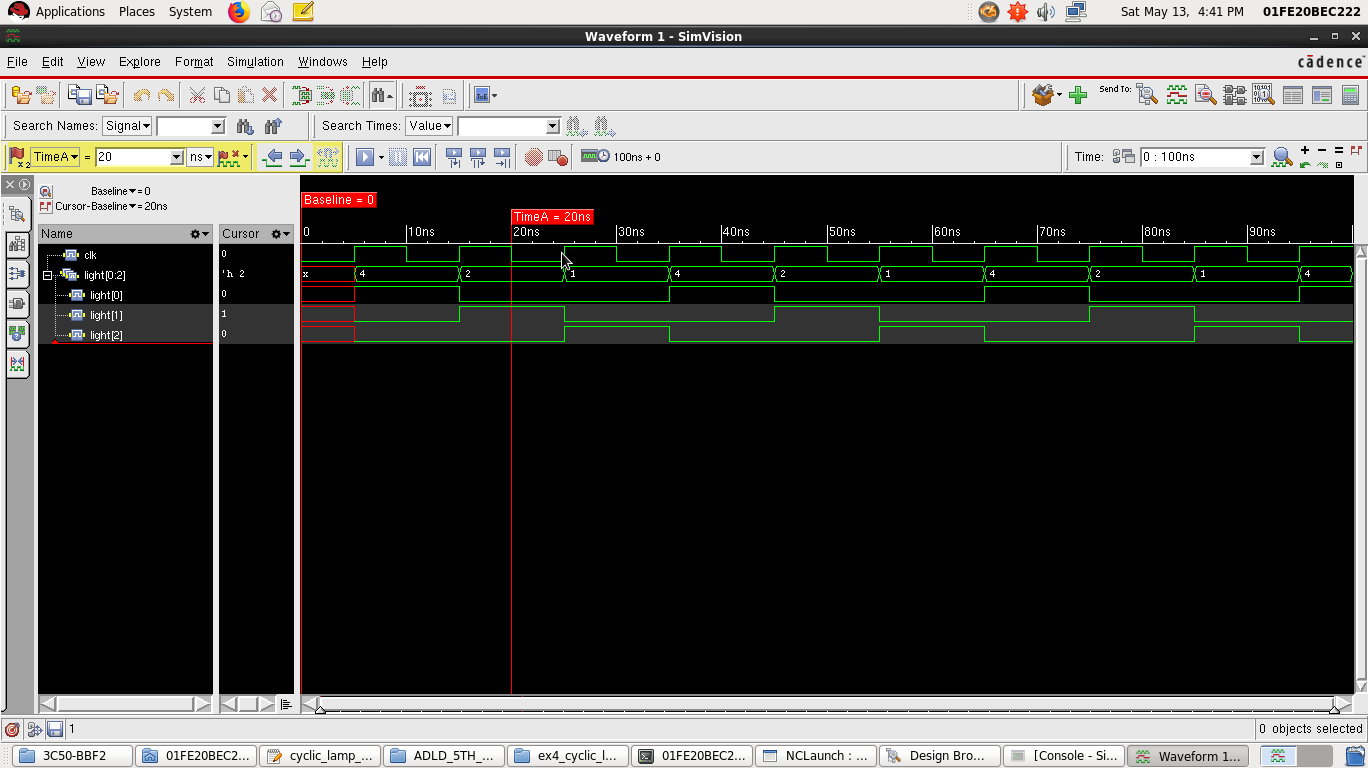 Applications Places System Sat May 13, 4:41 PM 01FE20BEC222
Waveform 1 - SimVision
File Edit View Explore Format Simulation Windows Help cādence
Send To:
Search Names: Signal Search Times: Value
x2 TimeA = 20 ns 100ns + 0 Time: 0 : 100ns
Baseline = 0
Cursor-Baseline = 20ns
Baseline = 0
TimeA = 20ns
Name Cursor 0 10ns 20ns 30ns 40ns 50ns 60ns 70ns 80ns 90ns
clk 0
light[0:2] 'h 2 x 4 2 1 4 2 1 4 2 1 4
light[0] 0
light[1] 1
light[2] 0
1 0 objects selected
3C50-BBF2 01FE20BEC2... cyclic_lamp_... ADLD_5TH_... ex4_cyclic_l... 01FE20BEC2... NCLaunch : ... Design Bro... [Console - Si... Waveform 1...